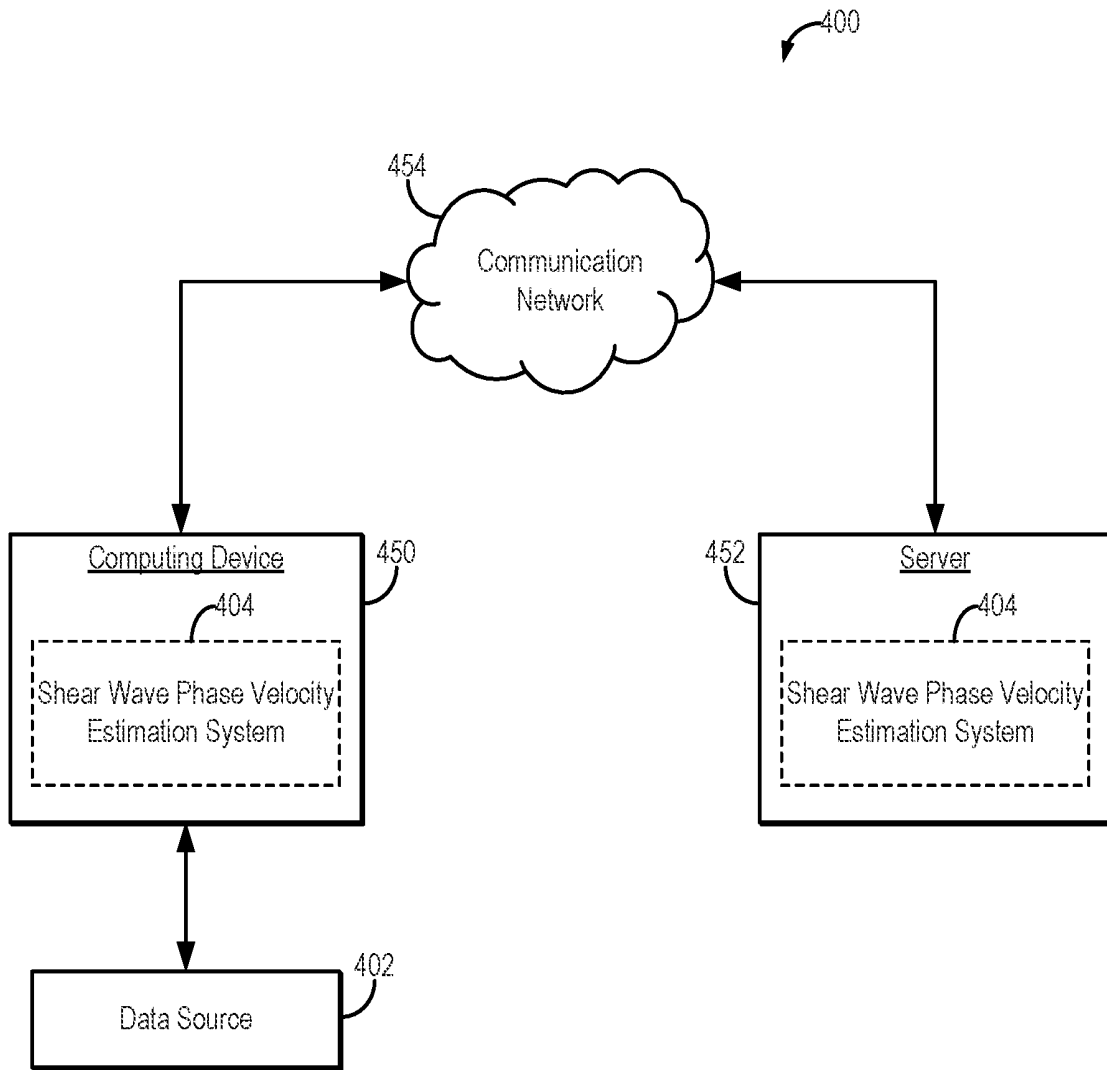 400
454
Communication
Network
Computing Device
450
404
Shear Wave Phase Velocity
Estimation System
452
Server
404
Shear Wave Phase Velocity
Estimation System
402
Data Source